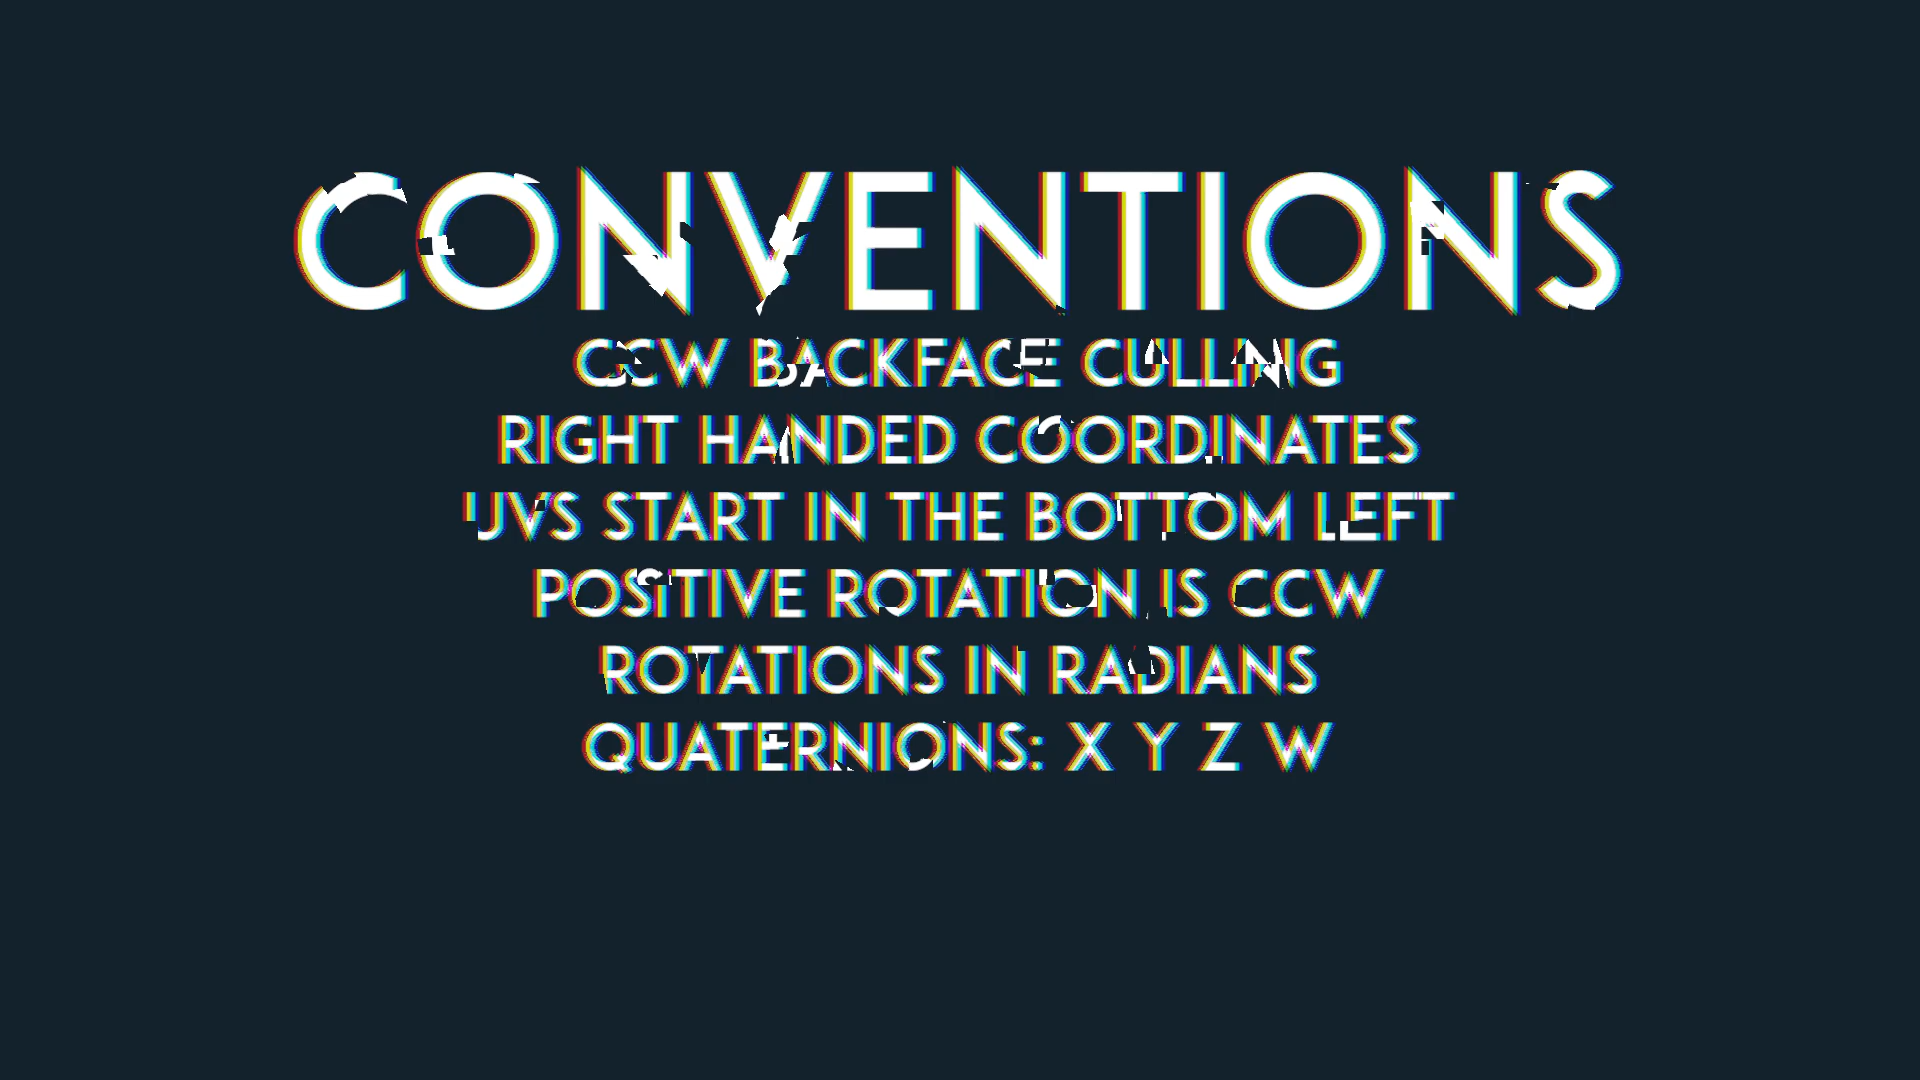 CONVENTIONS
CCW BACKFACE CULLING
RIGHT HANDED COORDINATES
UVS START IN THE BOTTOM LEFT
POSITIVE ROTATION IS CCW
ROTATIONS IN RADIANS
QUATERNIONS: X Y Z W